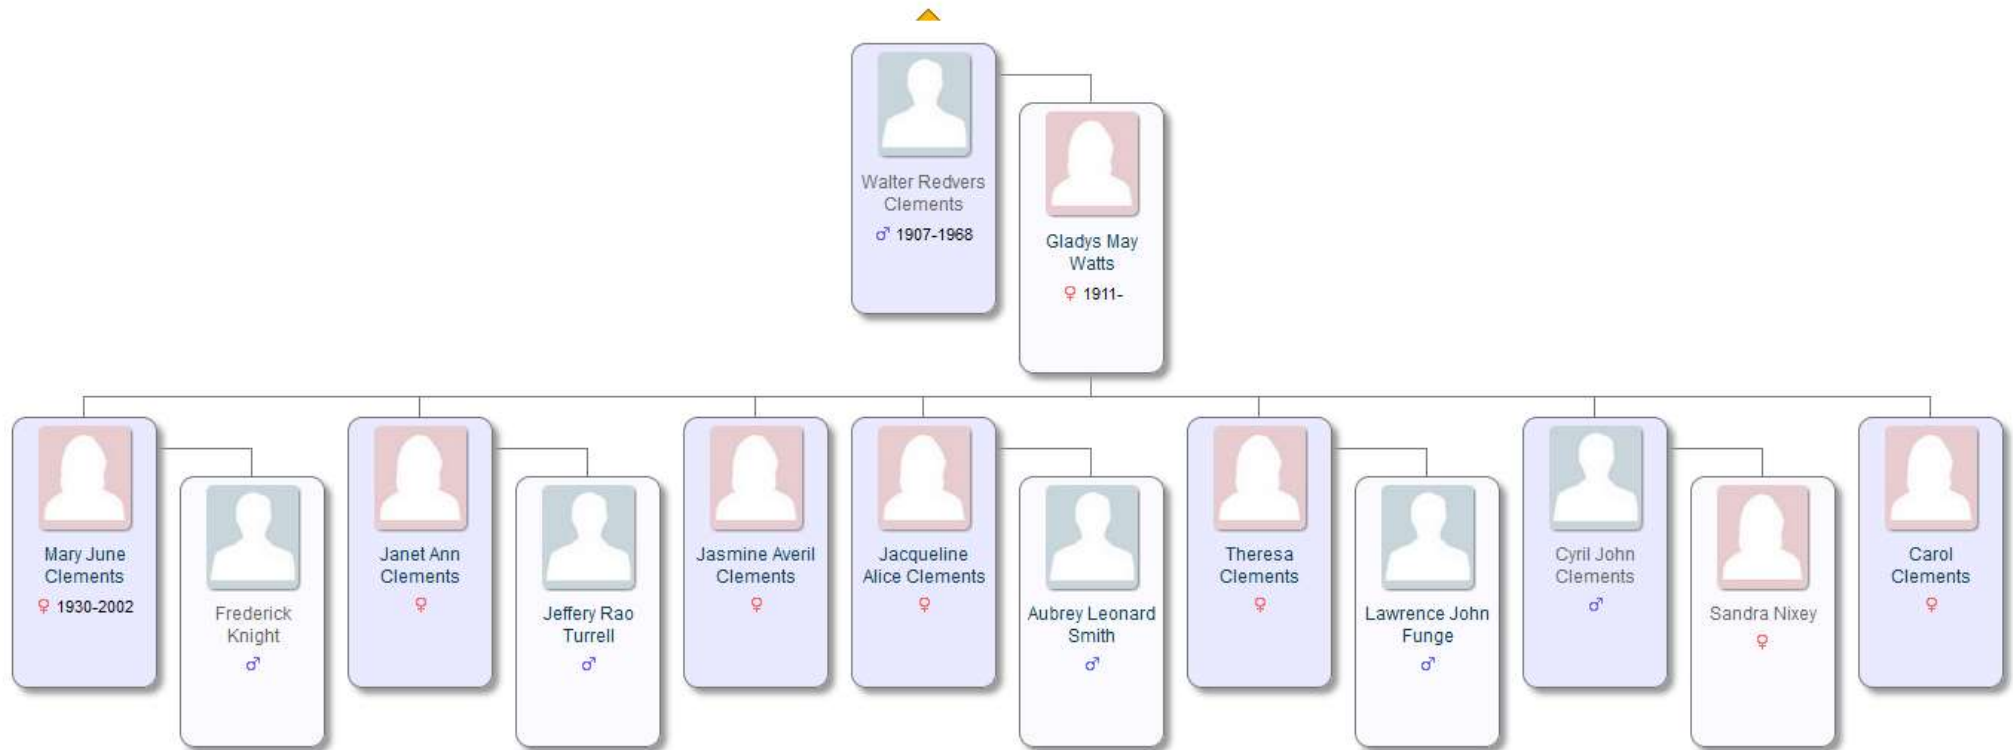 Walter Redvers
Clements
♂ 1907-1968
Gladys May
Watts
♀ 1911-
Mary June
Clements
♀ 1930-2002
Frederick
Knight
♂
Janet Ann
Clements
♀
Jeffery Rao
Turrell
♂
Jasmine Averil
Clements
♀
Jacqueline
Alice Clements
♀
Aubrey Leonard
Smith
♂
Theresa
Clements
♀
Lawrence John
Funge
♂
Cyril John
Clements
♂
Sandra Nixey
♀
Carol
Clements
♀